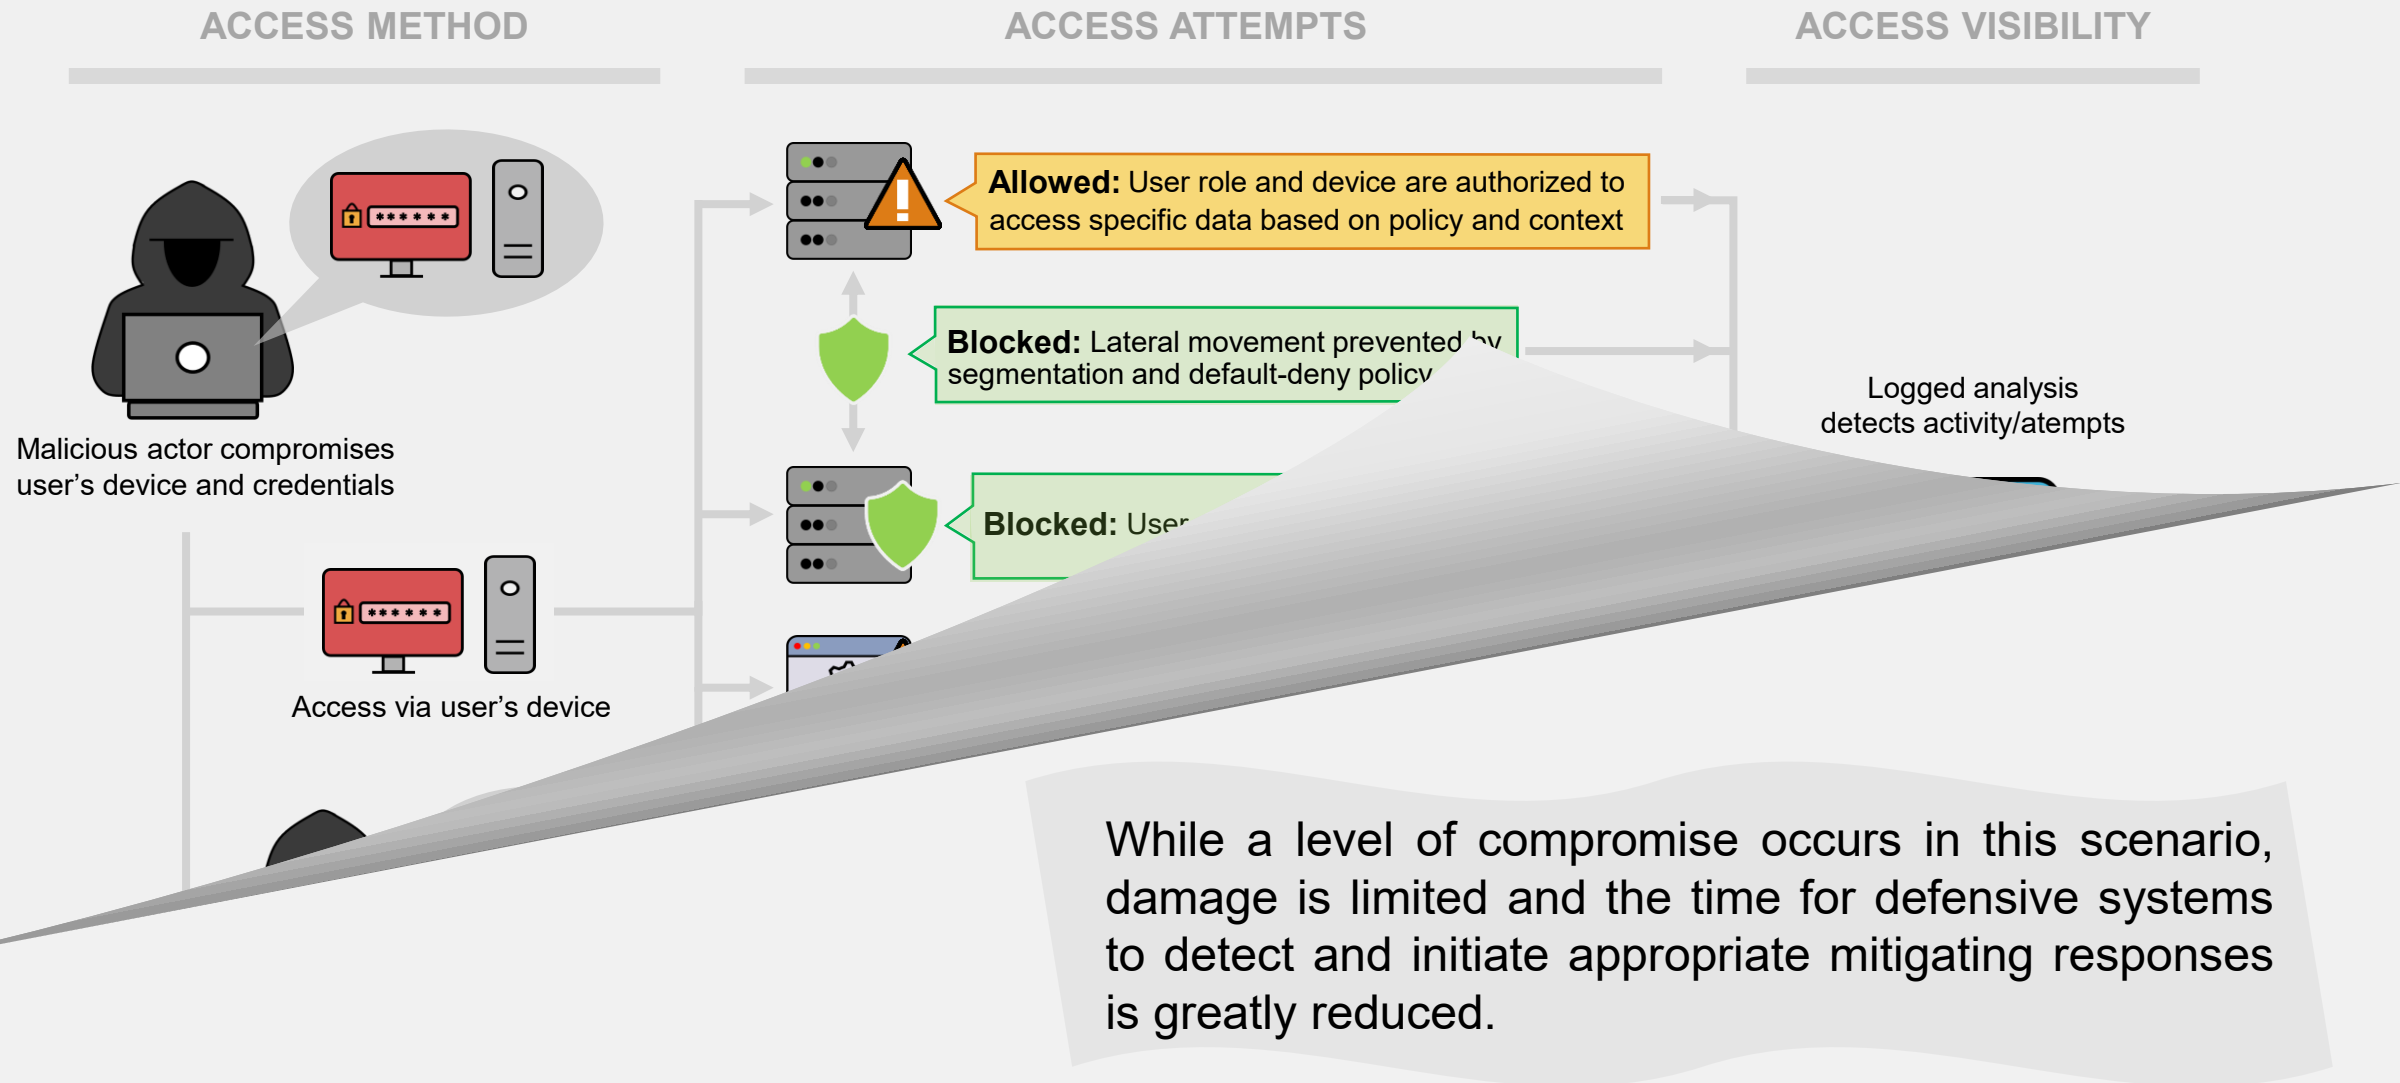 ACCESS METHOD
ACCESS ATTEMPTS
ACCESS VISIBILITY
******
Allowed: User role and device are authorized to
access specific data based on policy and context
Blocked: Lateral movement prevented by
segmentation and default-deny policy
Logged analysis
detects activity/atempts
Malicious actor compromises
user's device and credentials
Blocked: User
******
Access via user's device
While a level of compromise occurs in this scenario,
damage is limited and the time for defensive systems
to detect and initiate appropriate mitigating responses
is greatly reduced.